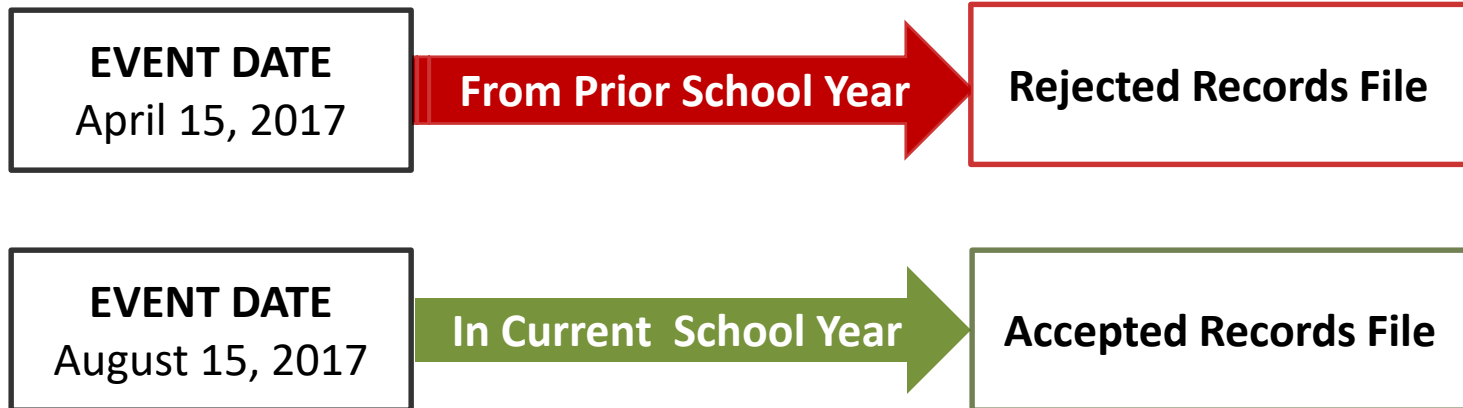 EVENT DATE
April 15, 2017
From Prior School Year
Rejected Records File
EVENT DATE
August 15, 2017
In Current  School Year
Accepted Records File